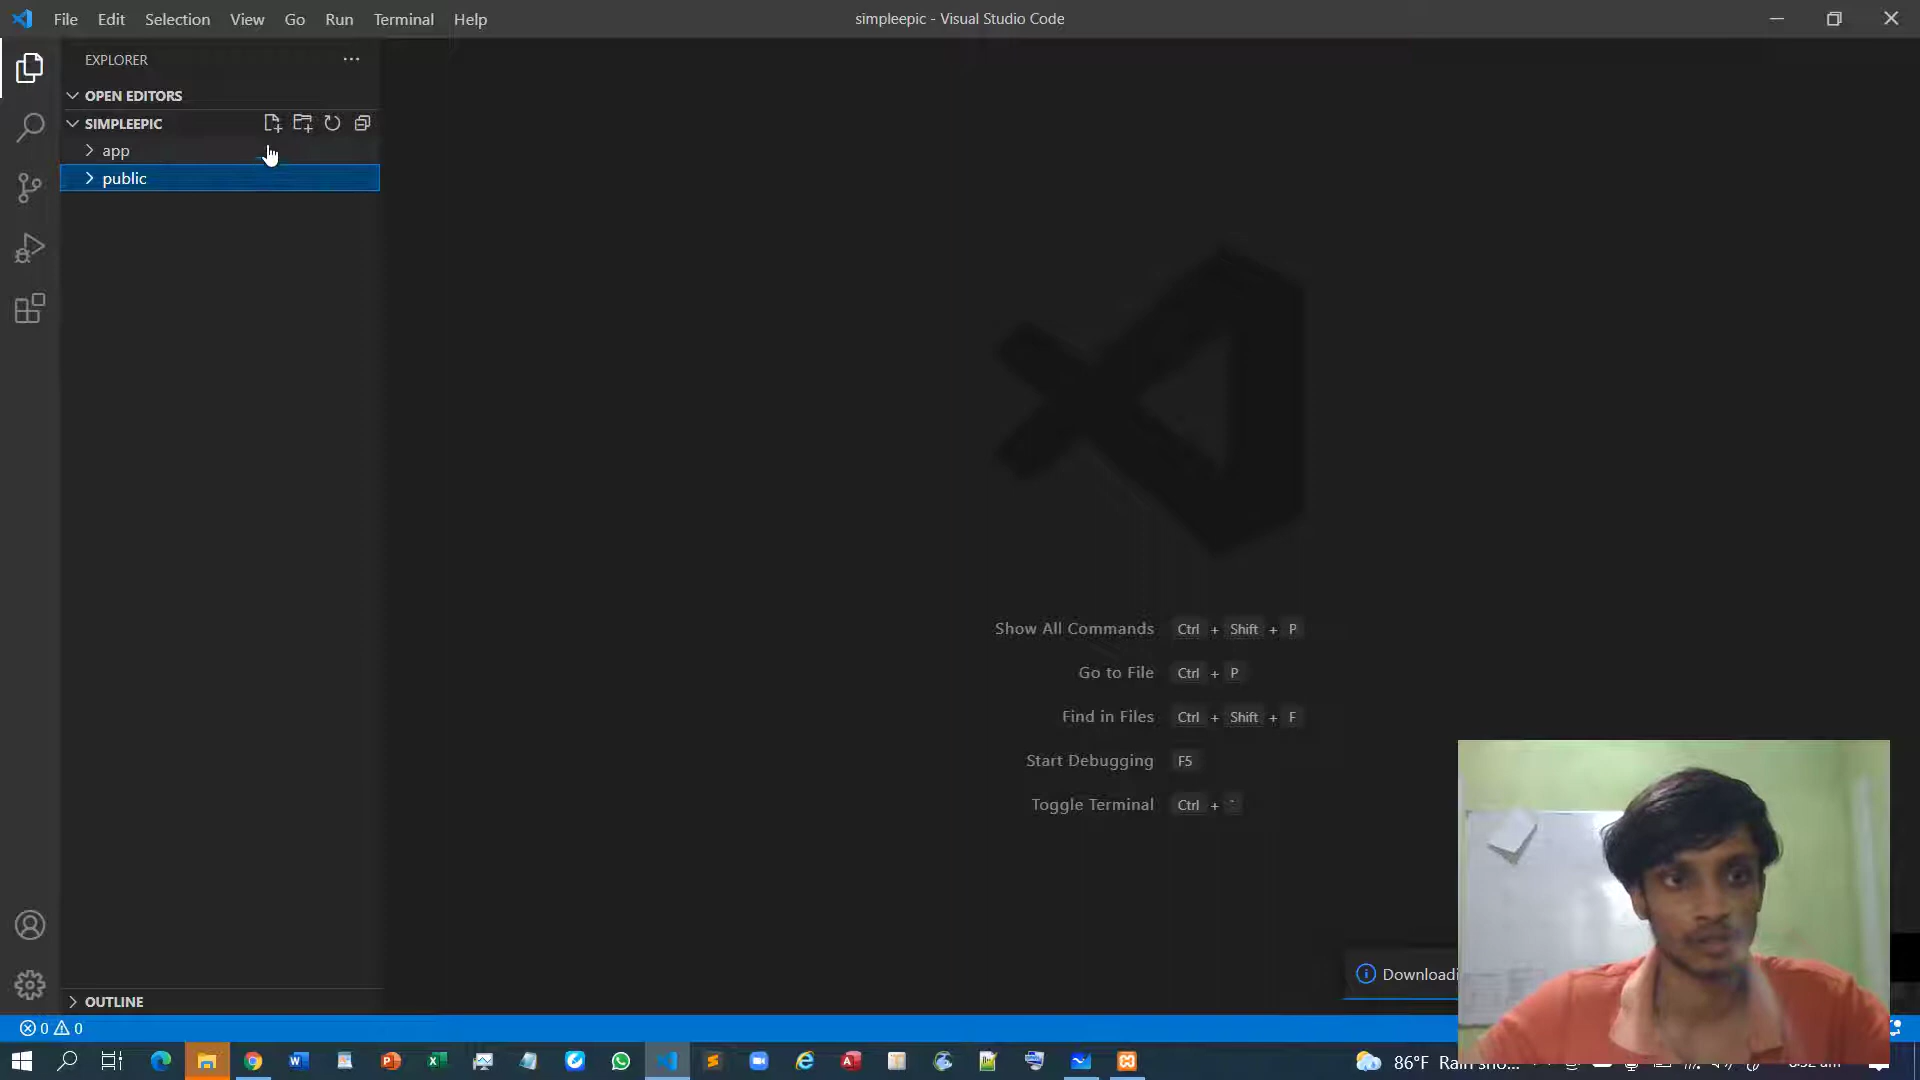 File Edit Selection View Go Run Terminal Help
simpleepic - Visual Studio Code
EXPLORER
OPEN EDITORS
SIMPLEEPIC
app
public
Show All Commands Ctrl + Shift + P
Go to File Ctrl + P
Find in Files Ctrl + Shift + F
Start Debugging F5
Toggle Terminal Ctrl + `
OUTLINE
0 0
86°F